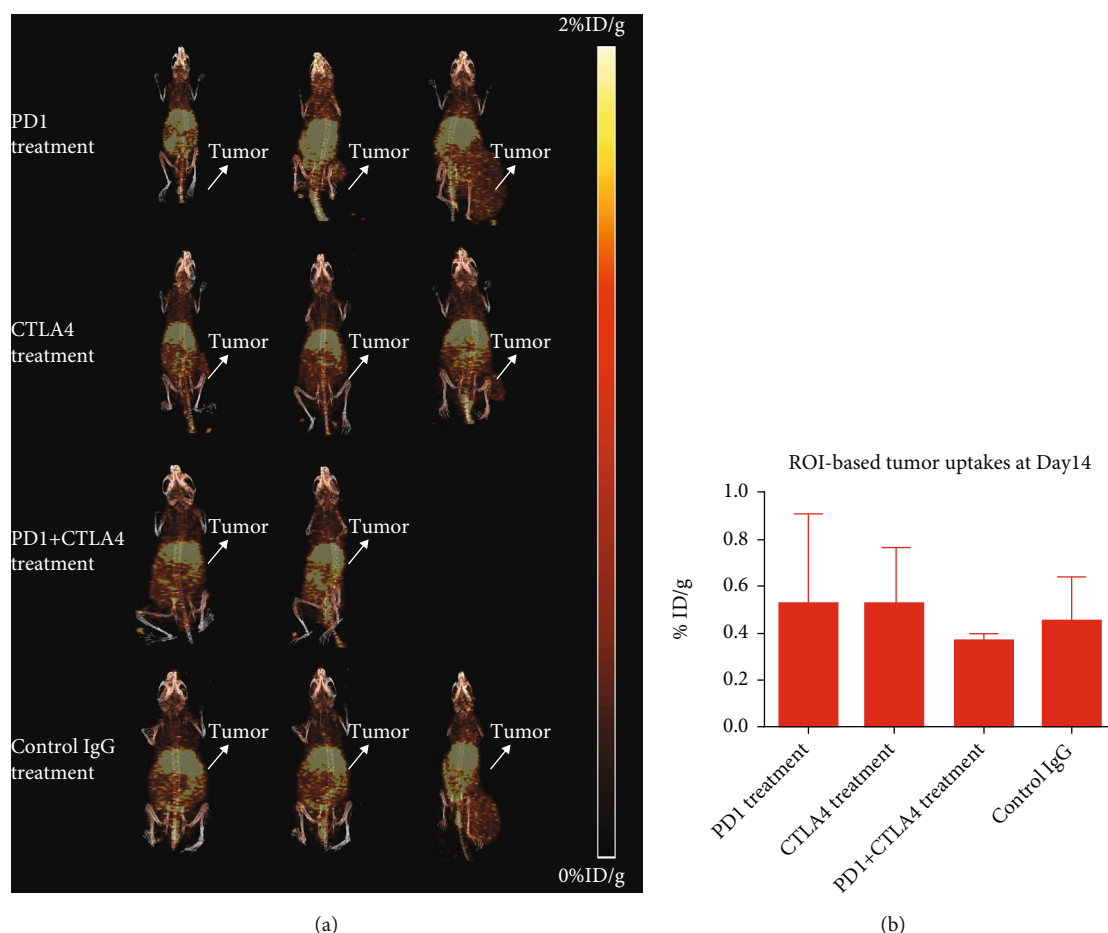 2%ID/g
PD1
treatment
Tumor
Tumor
Tumor
CTLA4
treatment
Tumor
Tumor
Tumor
PD1+CTLA4
treatment
Tumor
Tumor
Control IgG
treatment
Tumor
Tumor
Tumor
0%ID/g
(a)
ROI-based tumor uptakes at Day14
% ID/g
1.0
0.8
0.6
0.4
0.2
0.0
PD1 treatment
CTLA4 treatment
PD1+CTLA4 treatment
Control IgG
(b)